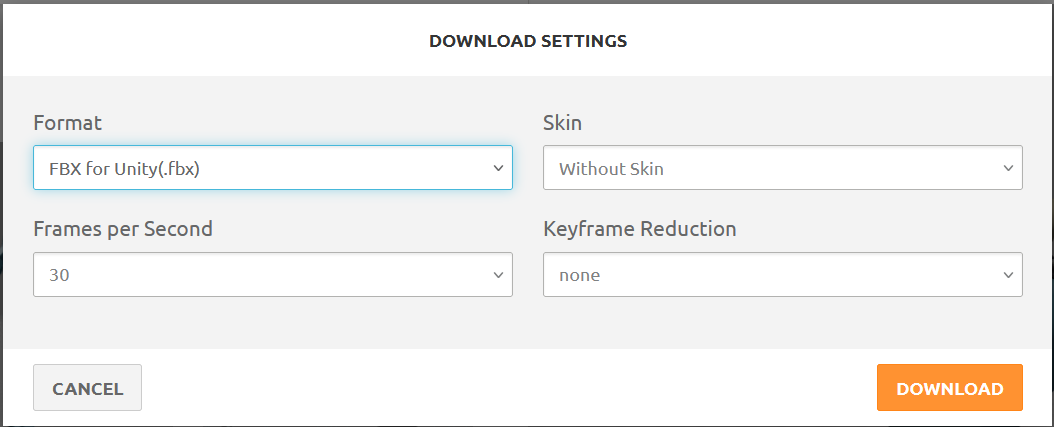 DOWNLOAD SETTINGS
Format
Skin
FBX for Unity(.fbx)
Without Skin
Frames per Second
Keyframe Reduction
30
none
CANCEL
DOWNLOAD